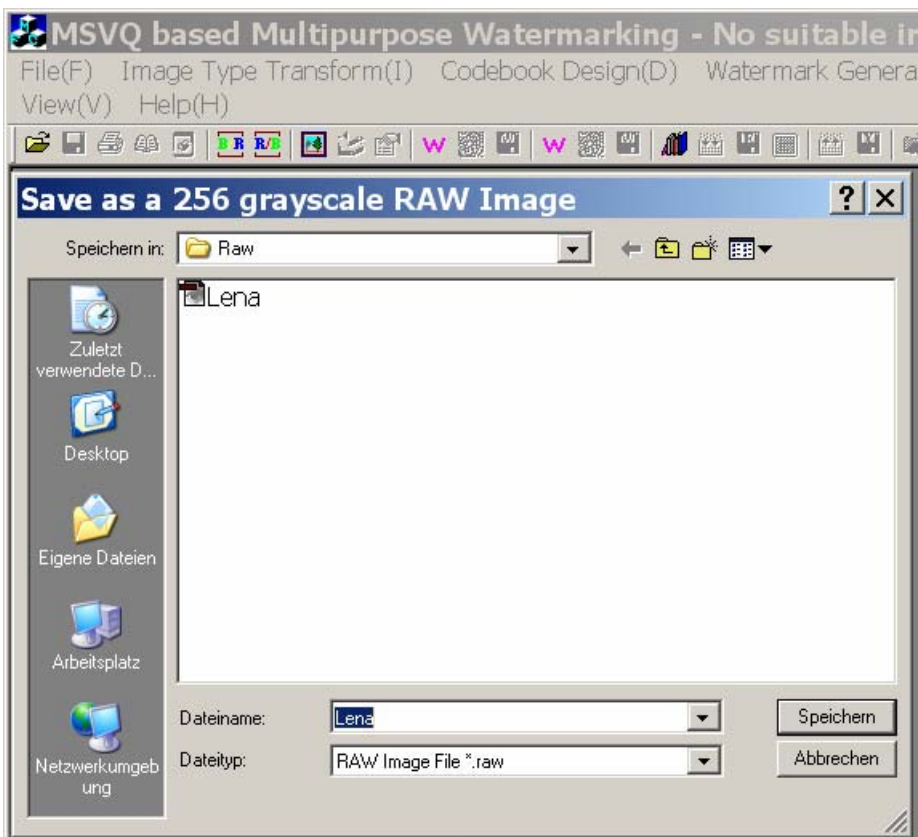 MSVQ based Multipurpose Watermarking - No suitable
File(F) Image Type Transform(I) Codebook Design(D) Watermark
View(V) Help(H)
B R R/B W W
Save as a 256 grayscale RAW Image
Speichern in: Raw
Lena
Zuletzt
verwendete D...
Desktop
Eigene Dateien
Arbeitsplatz
Netzwerkumgeb
ung
Dateiname: Lena Speichern
Dateityp: RAW Image File *.raw Abbrechen